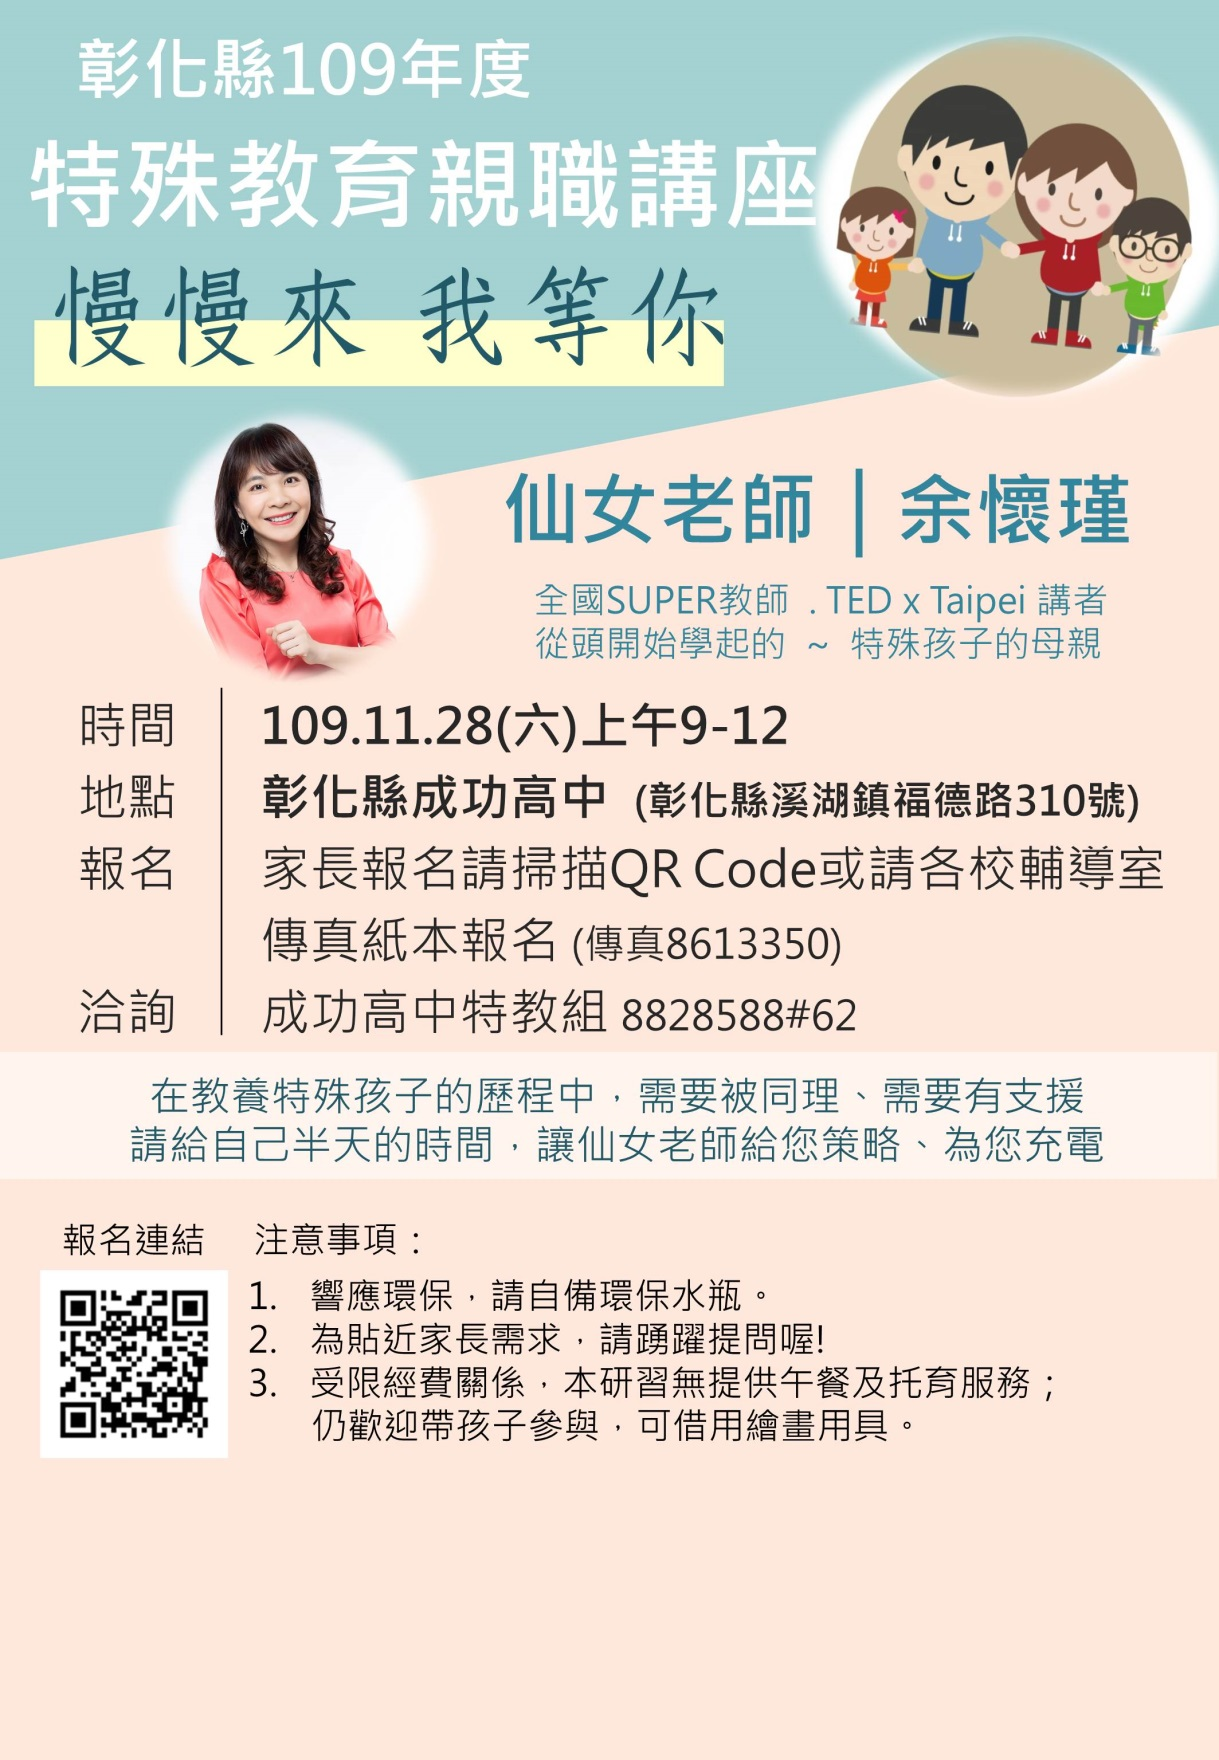 彰化縣109年度
特殊教育親職講座
慢慢來 我等你
仙女老師｜余懷瑾
全國SUPER教師 . TED x Taipei 講者
從頭開始學起的 ~ 特殊孩子的母親
時間 109.11.28(六)上午9-12
地點 彰化縣成功高中 (彰化縣溪湖鎮福德路310號)
報名 家長報名請掃描QR Code或請各校輔導室
傳真紙本報名 (傳真8613350)
洽詢 成功高中特教組 8828588#62
在教養特殊孩子的歷程中，需要被同理、需要有支援
請給自己半天的時間，讓仙女老師給您策略、為您充電
報名連結 注意事項：
1. 響應環保，請自備環保水瓶。
2. 為貼近家長需求，請踴躍提問喔!
3. 受限經費關係，本研習無提供午餐及托育服務；
仍歡迎帶孩子參與，可借用繪畫用具。